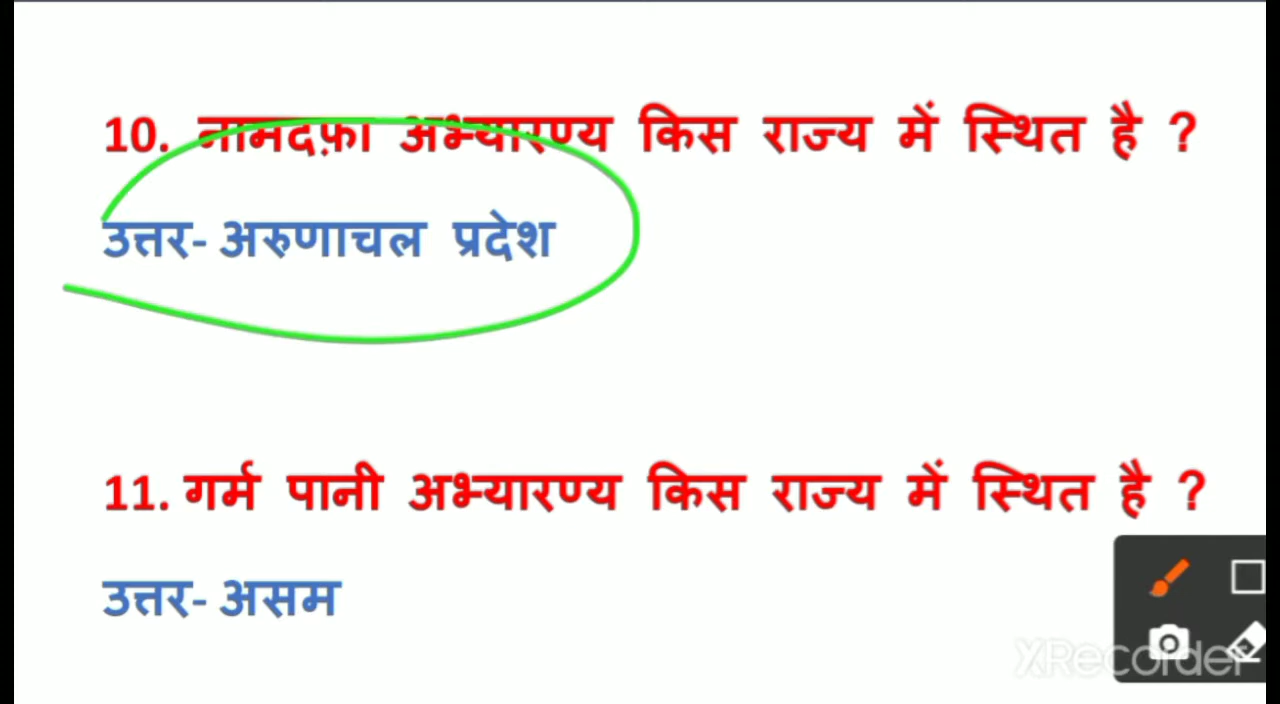 10. नामदफ़ा अभ्यारण्य किस राज्य में स्थित है ?
उत्तर- अरुणाचल प्रदेश
11. गर्म पानी अभ्यारण्य किस राज्य में स्थित है ?
उत्तर- असम
XRecorder